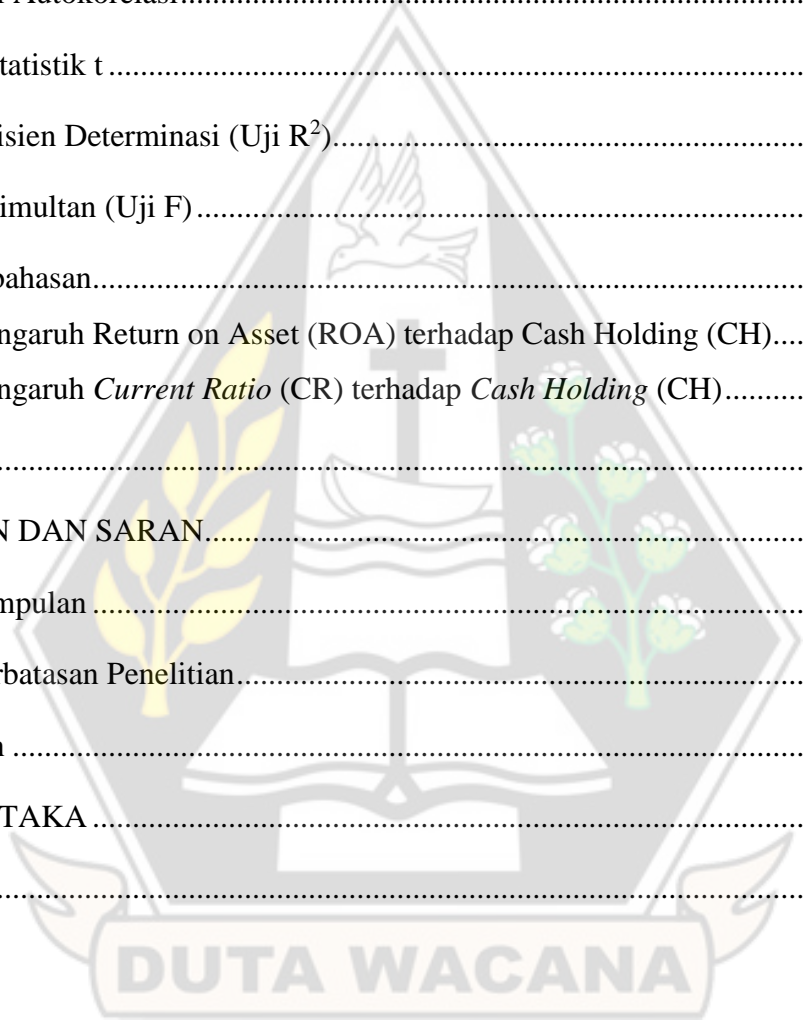 Autokorelasi....................................................................
tatistik t....................................................................
isien Determinasi (Uji R²)....................................................................
imultan (Uji F)....................................................................
bahasan....................................................................
ngaruh Return on Asset (ROA) terhadap Cash Holding (CH)....
ngaruh Current Ratio (CR) terhadap Cash Holding (CH)..........
....................................................................
N DAN SARAN....................................................................
mpulan....................................................................
rbatasan Penelitian....................................................................
n....................................................................
TAKA....................................................................
....................................................................
DUTA WACANA